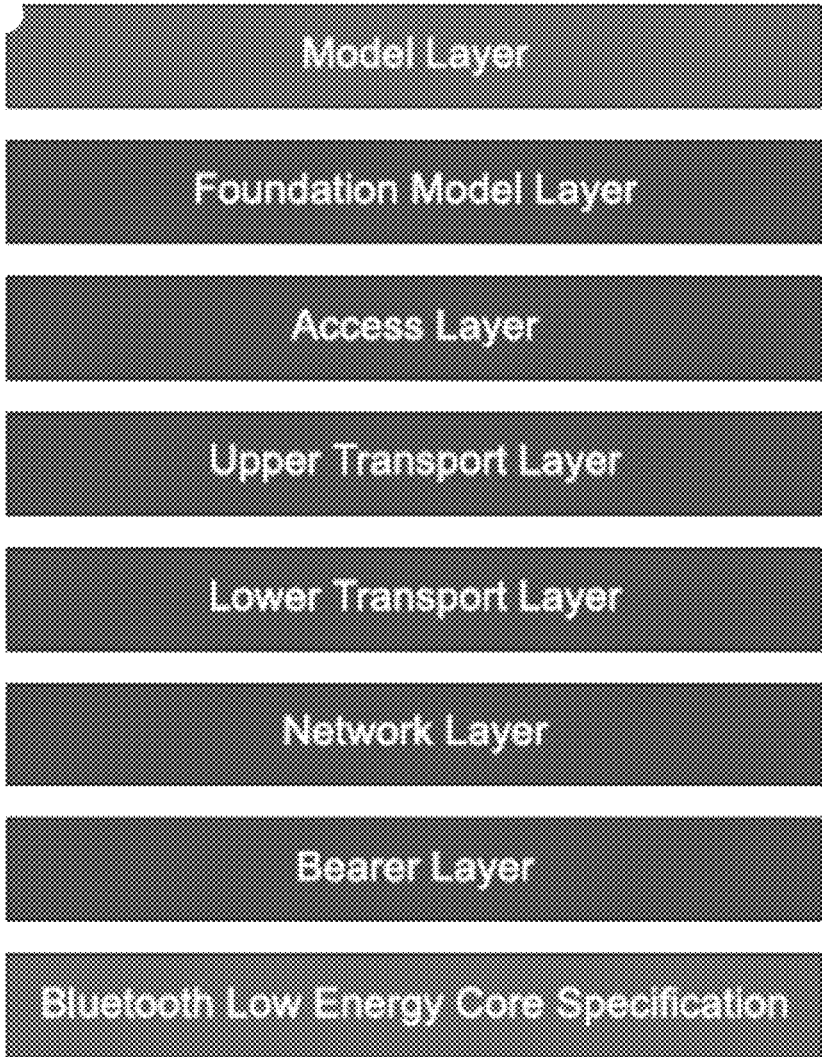 Model Layer
Foundation Model Layer
Access Layer
Upper Transport Layer
Lower Transport Layer
Network Layer
Bearer Layer
Bluetooth Low Energy Core Specification